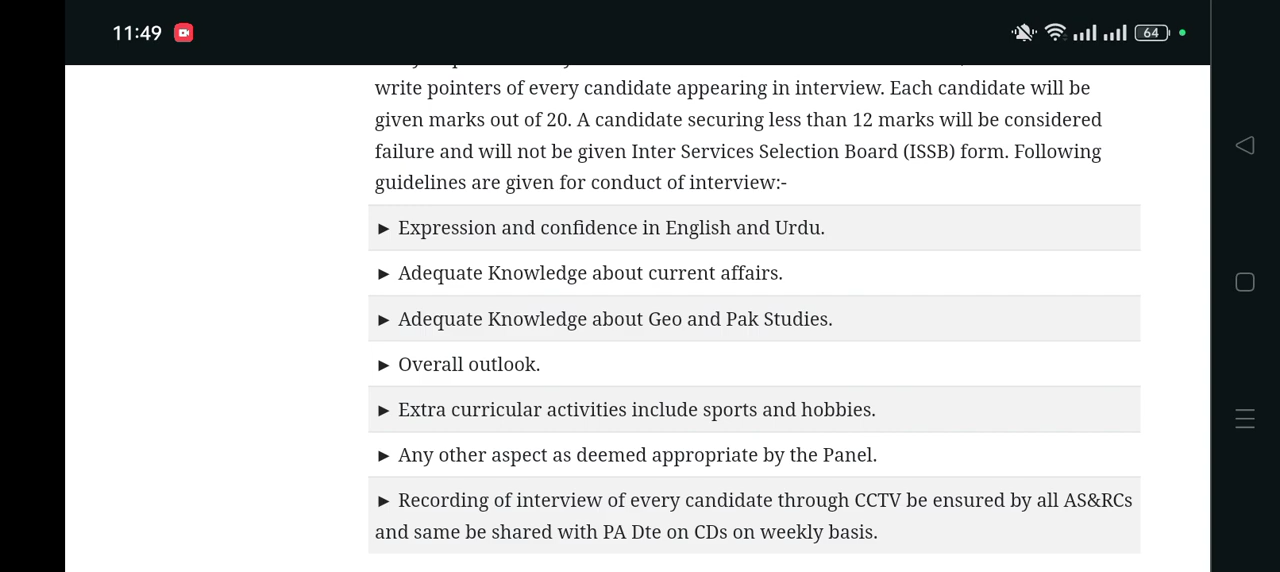 11:49
64
write pointers of every candidate appearing in interview. Each candidate will be
given marks out of 20. A candidate securing less than 12 marks will be considered
failure and will not be given Inter Services Selection Board (ISSB) form. Following
guidelines are given for conduct of interview:-
► Expression and confidence in English and Urdu.
► Adequate Knowledge about current affairs.
► Adequate Knowledge about Geo and Pak Studies.
► Overall outlook.
► Extra curricular activities include sports and hobbies.
► Any other aspect as deemed appropriate by the Panel.
► Recording of interview of every candidate through CCTV be ensured by all AS&RCs
and same be shared with PA Dte on CDs on weekly basis.